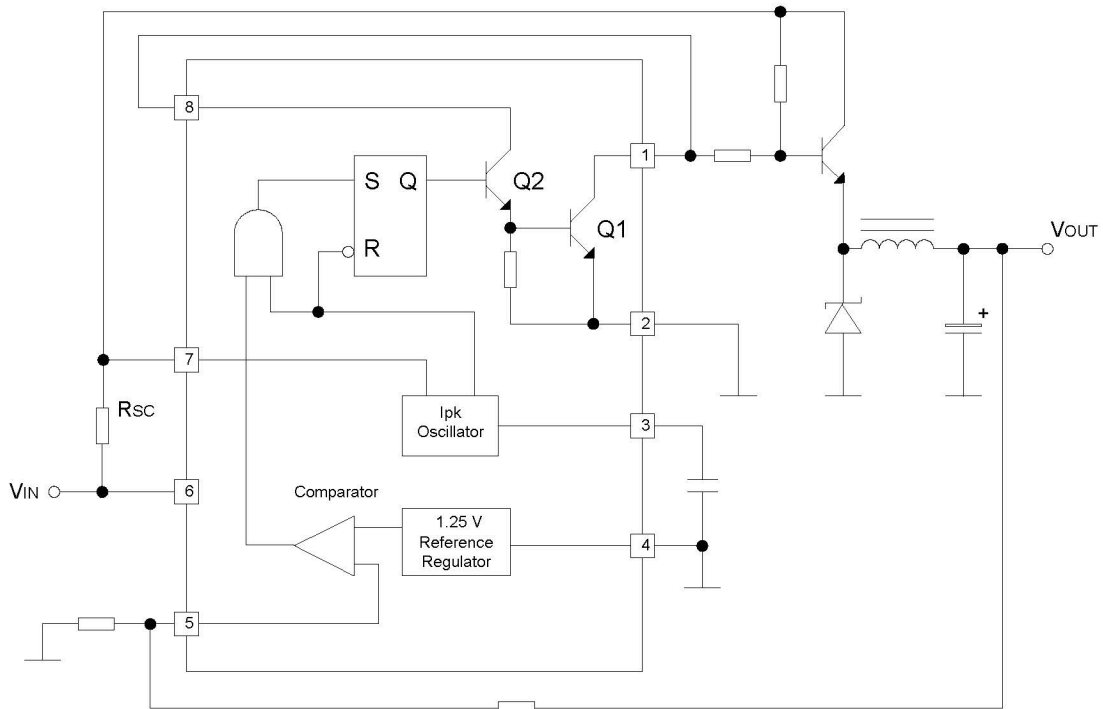 8
1
S Q
Q2
R
Q1
2
VOUT
+
7
RSC
Ipk
Oscillator
3
VIN
6
Comparator
1.25 V
Reference
Regulator
4
5